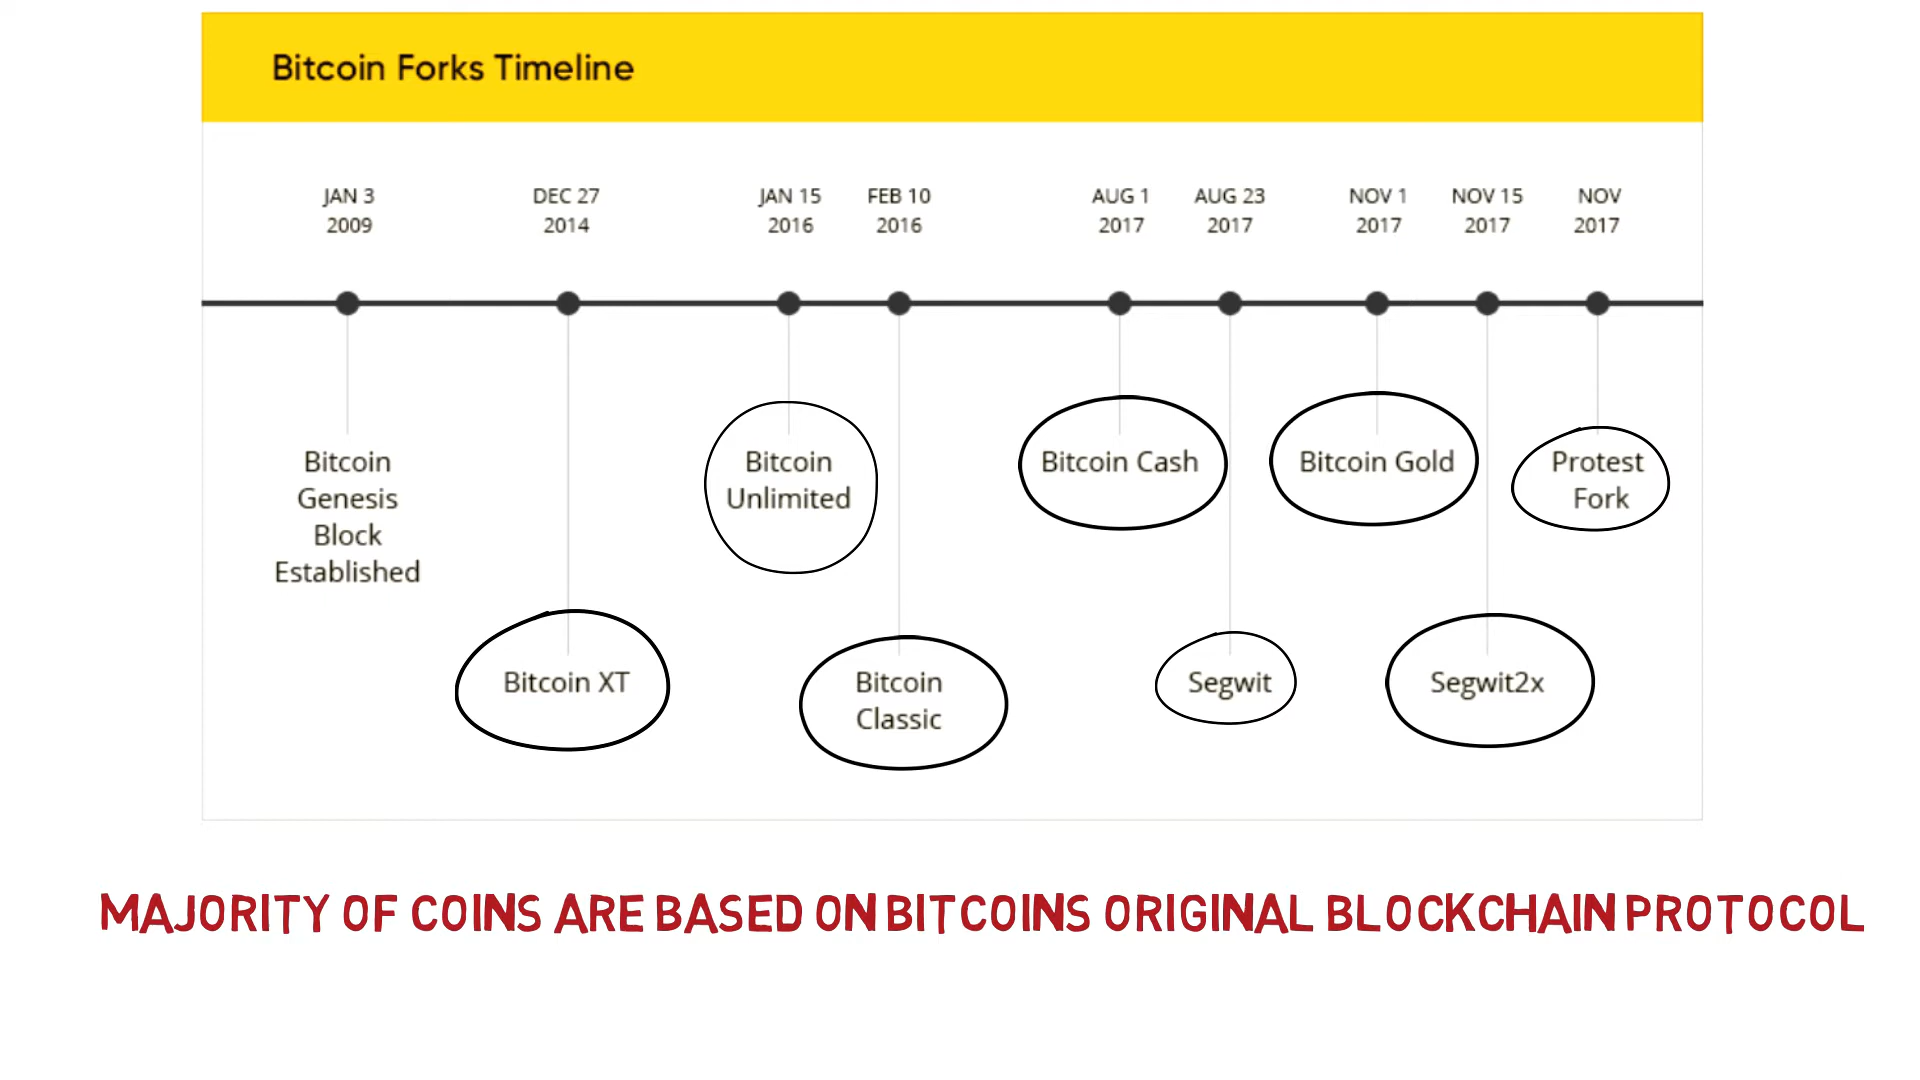 Bitcoin Forks Timeline
JAN 3
2009
DEC 27
2014
JAN 15
2016
FEB 10
2016
AUG 1
2017
AUG 23
2017
NOV 1
2017
NOV 15
2017
NOV
2017
Bitcoin
Genesis
Block
Established
Bitcoin XT
Bitcoin
Unlimited
Bitcoin
Classic
Bitcoin Cash
Segwit
Bitcoin Gold
Segwit2x
Protest
Fork
MAJORITY OF COINS ARE BASED ON BITCOINS ORIGINAL BLOCKCHAIN PROTOCOL